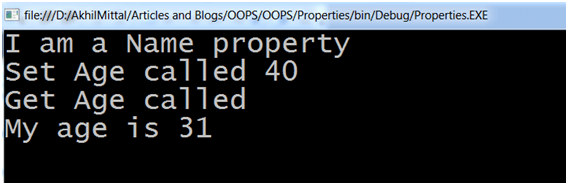 file:///D:/AkhilMittal/Articles and Blogs/OOPS/OOPS/Properties/bin/Debug/Properties.EXE
I am a Name property
Set Age called 40
Get Age called
My age is 31